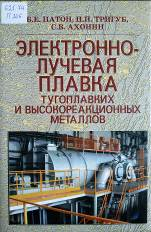 Б.Е. ПАТОН, Н.П. ТРИГУБ,
С.В. АХОНИН
ЭЛЕКТРОННО-
ЛУЧЕВАЯ
ПЛАВКА
ТУГОПЛАВКИХ
И ВЫСОКОРЕАКЦИОННЫХ
МЕТАЛЛОВ